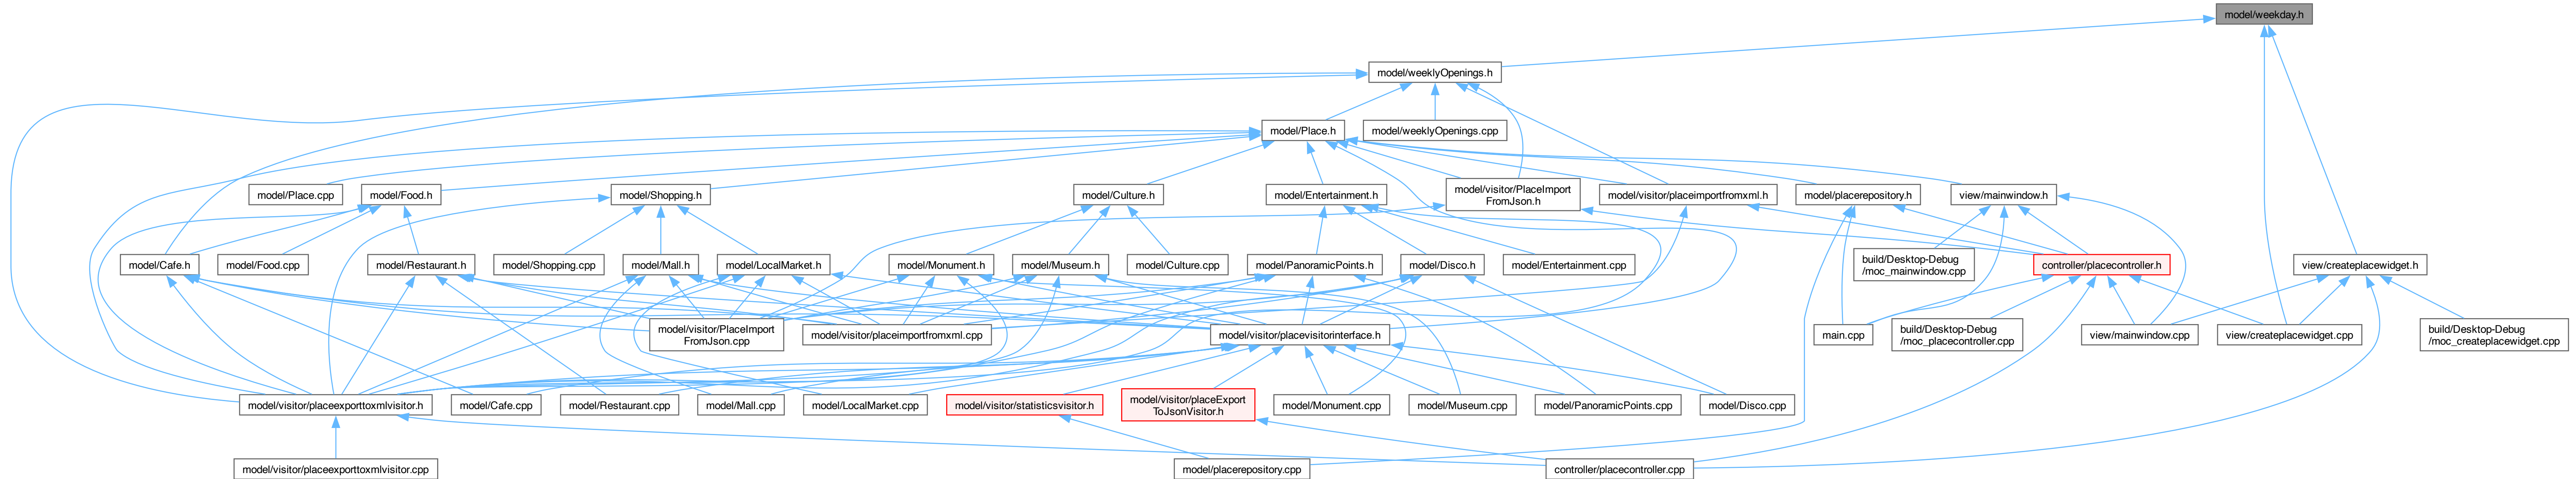 model/weekday.h
model/weeklyOpenings.h
model/Place.h
model/weeklyOpenings.cpp
model/Place.cpp
model/Food.h
model/Shopping.h
model/Culture.h
model/Entertainment.h
model/visitor/PlaceImport
FromJson.h
model/visitor/placeimportfromxml.h
model/placerepository.h
view/mainwindow.h
model/Cafe.h
model/Food.cpp
model/Restaurant.h
model/Shopping.cpp
model/Mall.h
model/LocalMarket.h
model/Monument.h
model/Museum.h
model/Culture.cpp
model/PanoramicPoints.h
model/Disco.h
model/Entertainment.cpp
build/Desktop-Debug
/moc_mainwindow.cpp
controller/placecontroller.h
view/createplacewidget.h
model/visitor/PlaceImport
FromJson.cpp
model/visitor/placeimportfromxml.cpp
model/visitor/placevisitorinterface.h
main.cpp
build/Desktop-Debug
/moc_placecontroller.cpp
view/mainwindow.cpp
view/createplacewidget.cpp
build/Desktop-Debug
/moc_createplacewidget.cpp
model/visitor/placeexporttoxmlvisitor.h
model/Cafe.cpp
model/Restaurant.cpp
model/Mall.cpp
model/LocalMarket.cpp
model/visitor/statisticsvisitor.h
model/visitor/placeExport
ToJsonVisitor.h
model/Monument.cpp
model/Museum.cpp
model/PanoramicPoints.cpp
model/Disco.cpp
model/visitor/placeexporttoxmlvisitor.cpp
model/placerepository.cpp
controller/placecontroller.cpp